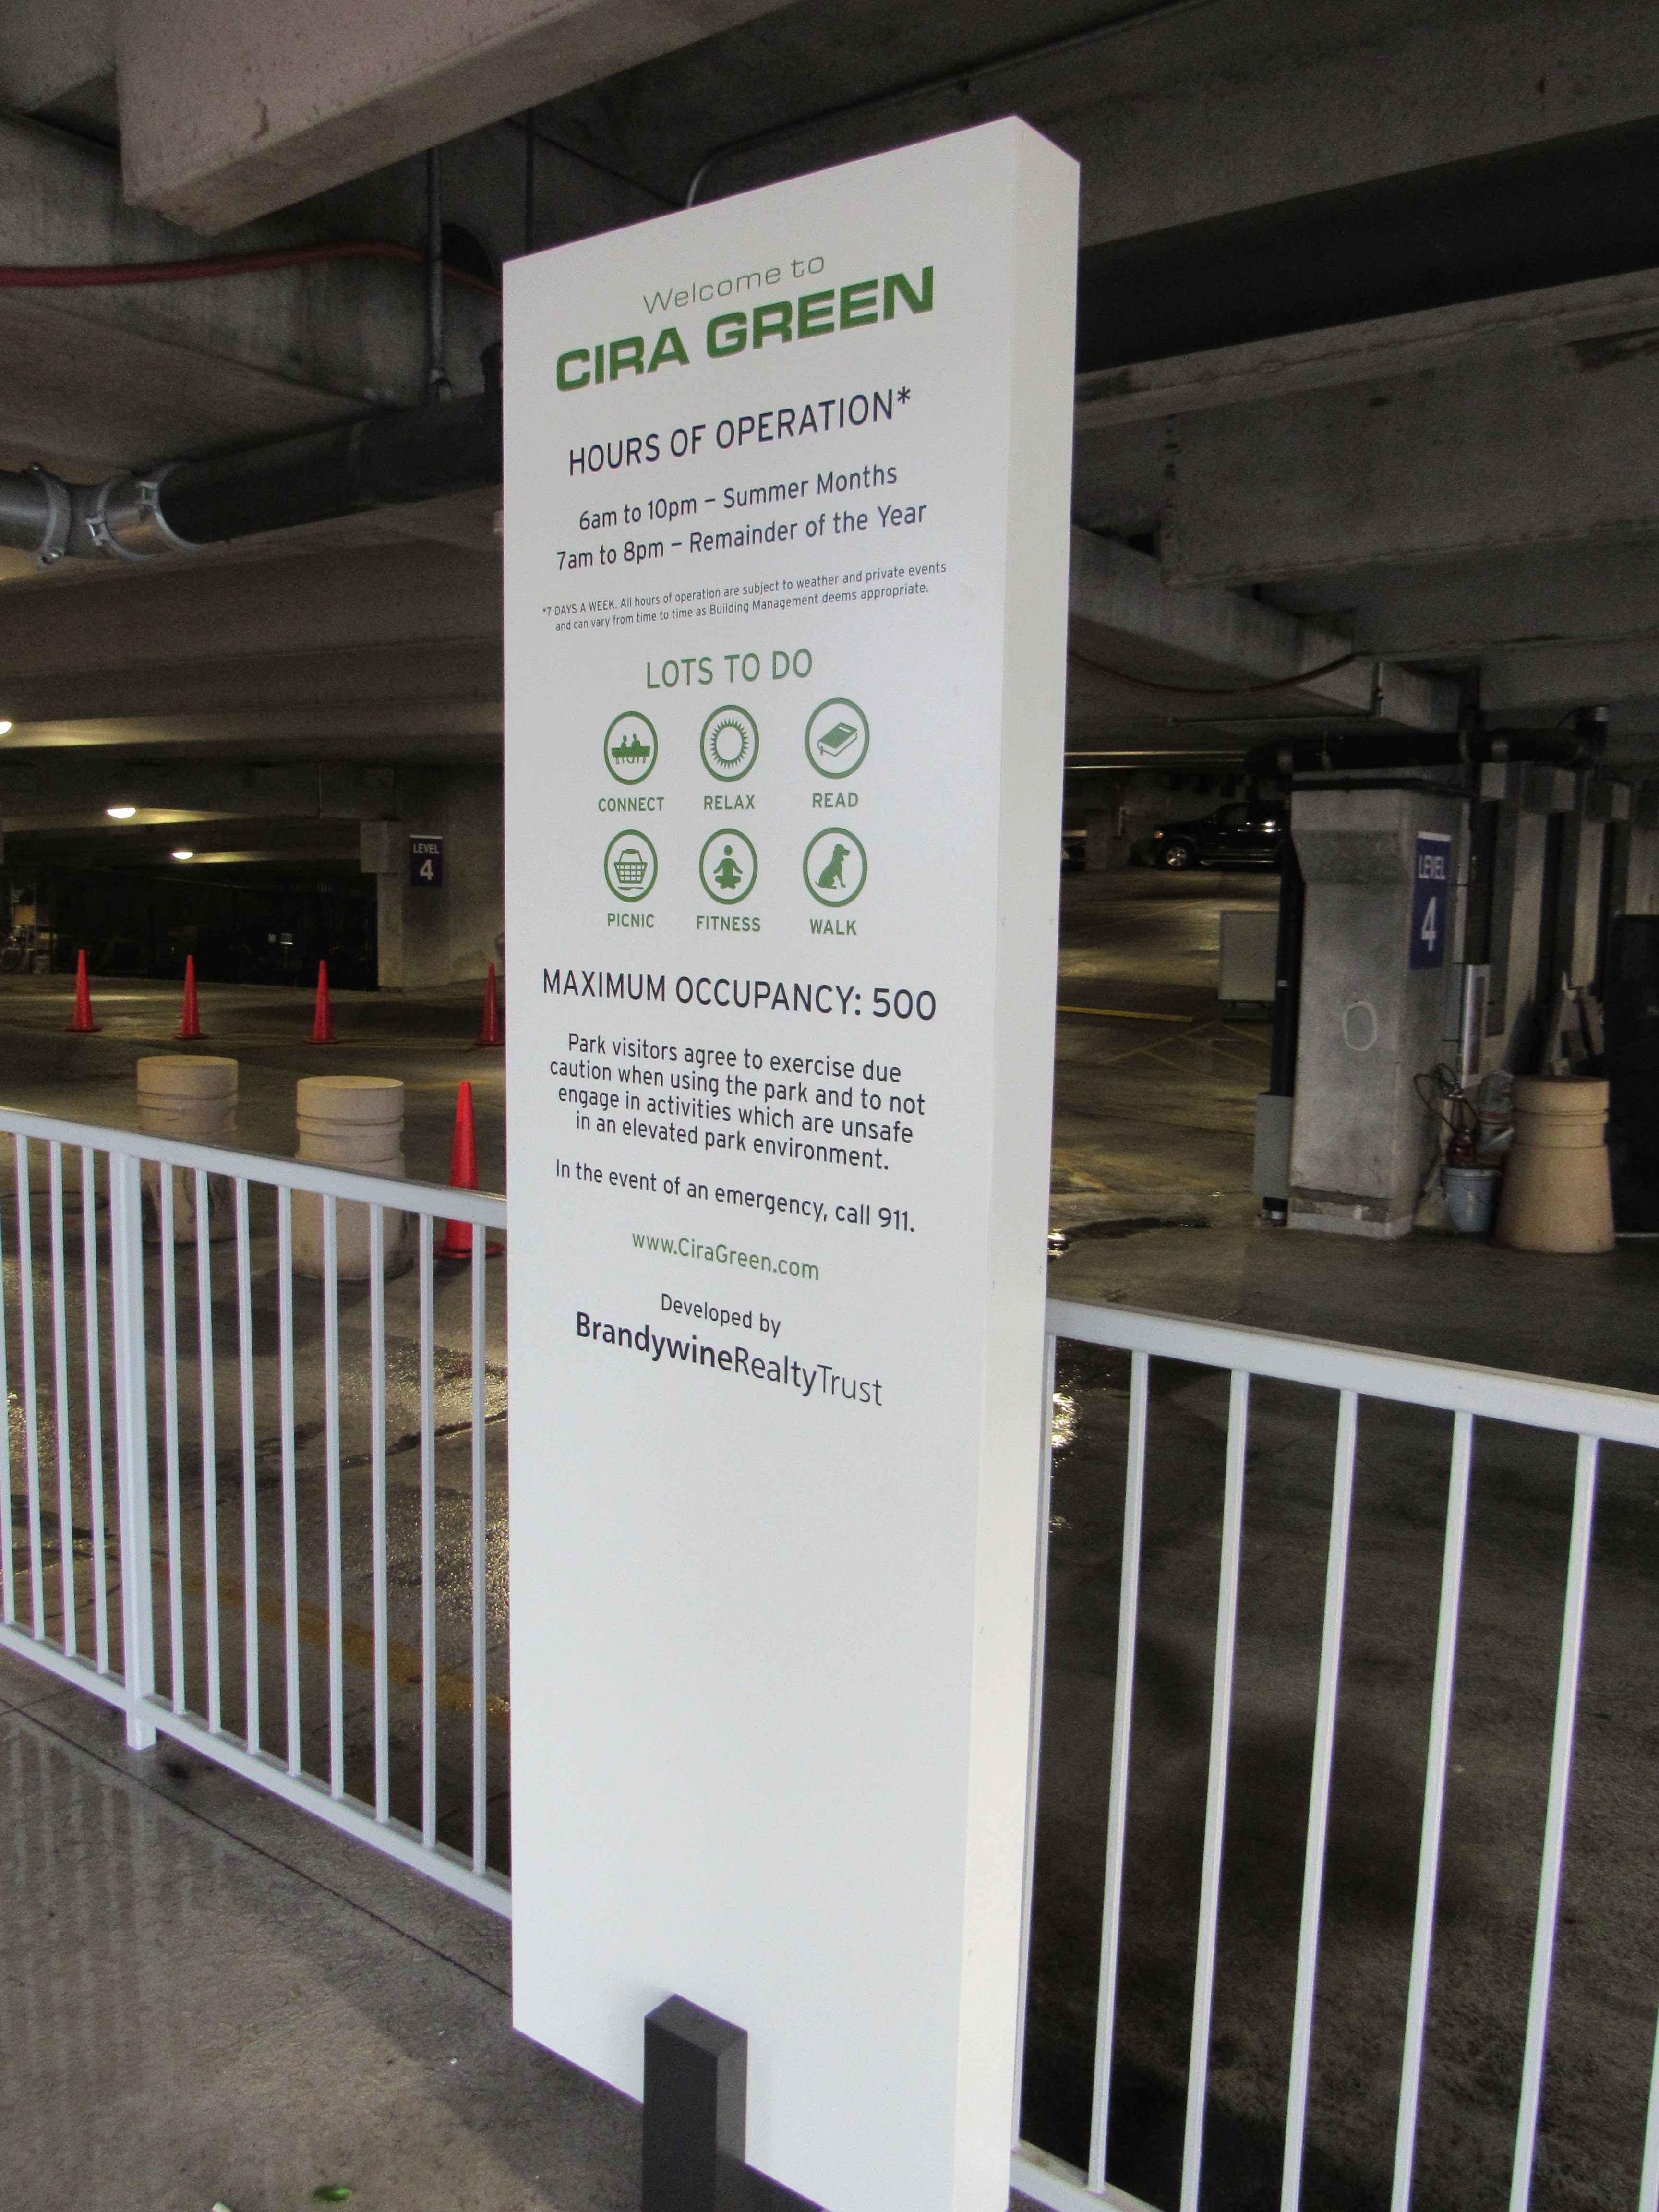 Welcome to
CIRA GREEN
HOURS OF OPERATION*
6am to 10pm – Summer Months
7am to 8pm – Remainder of the Year
*7 DAYS A WEEK. All hours of operation are subject to weather and private events
and can vary from time to time as Building Management deems appropriate.
LOTS TO DO
CONNECT RELAX READ
PICNIC FITNESS WALK
MAXIMUM OCCUPANCY: 500
Park visitors agree to exercise due
caution when using the park and to not
engage in activities which are unsafe
in an elevated park environment.
In the event of an emergency, call 911.
www.CiraGreen.com
Developed by
BrandywineRealtyTrust
LEVEL
4
LEVEL
4